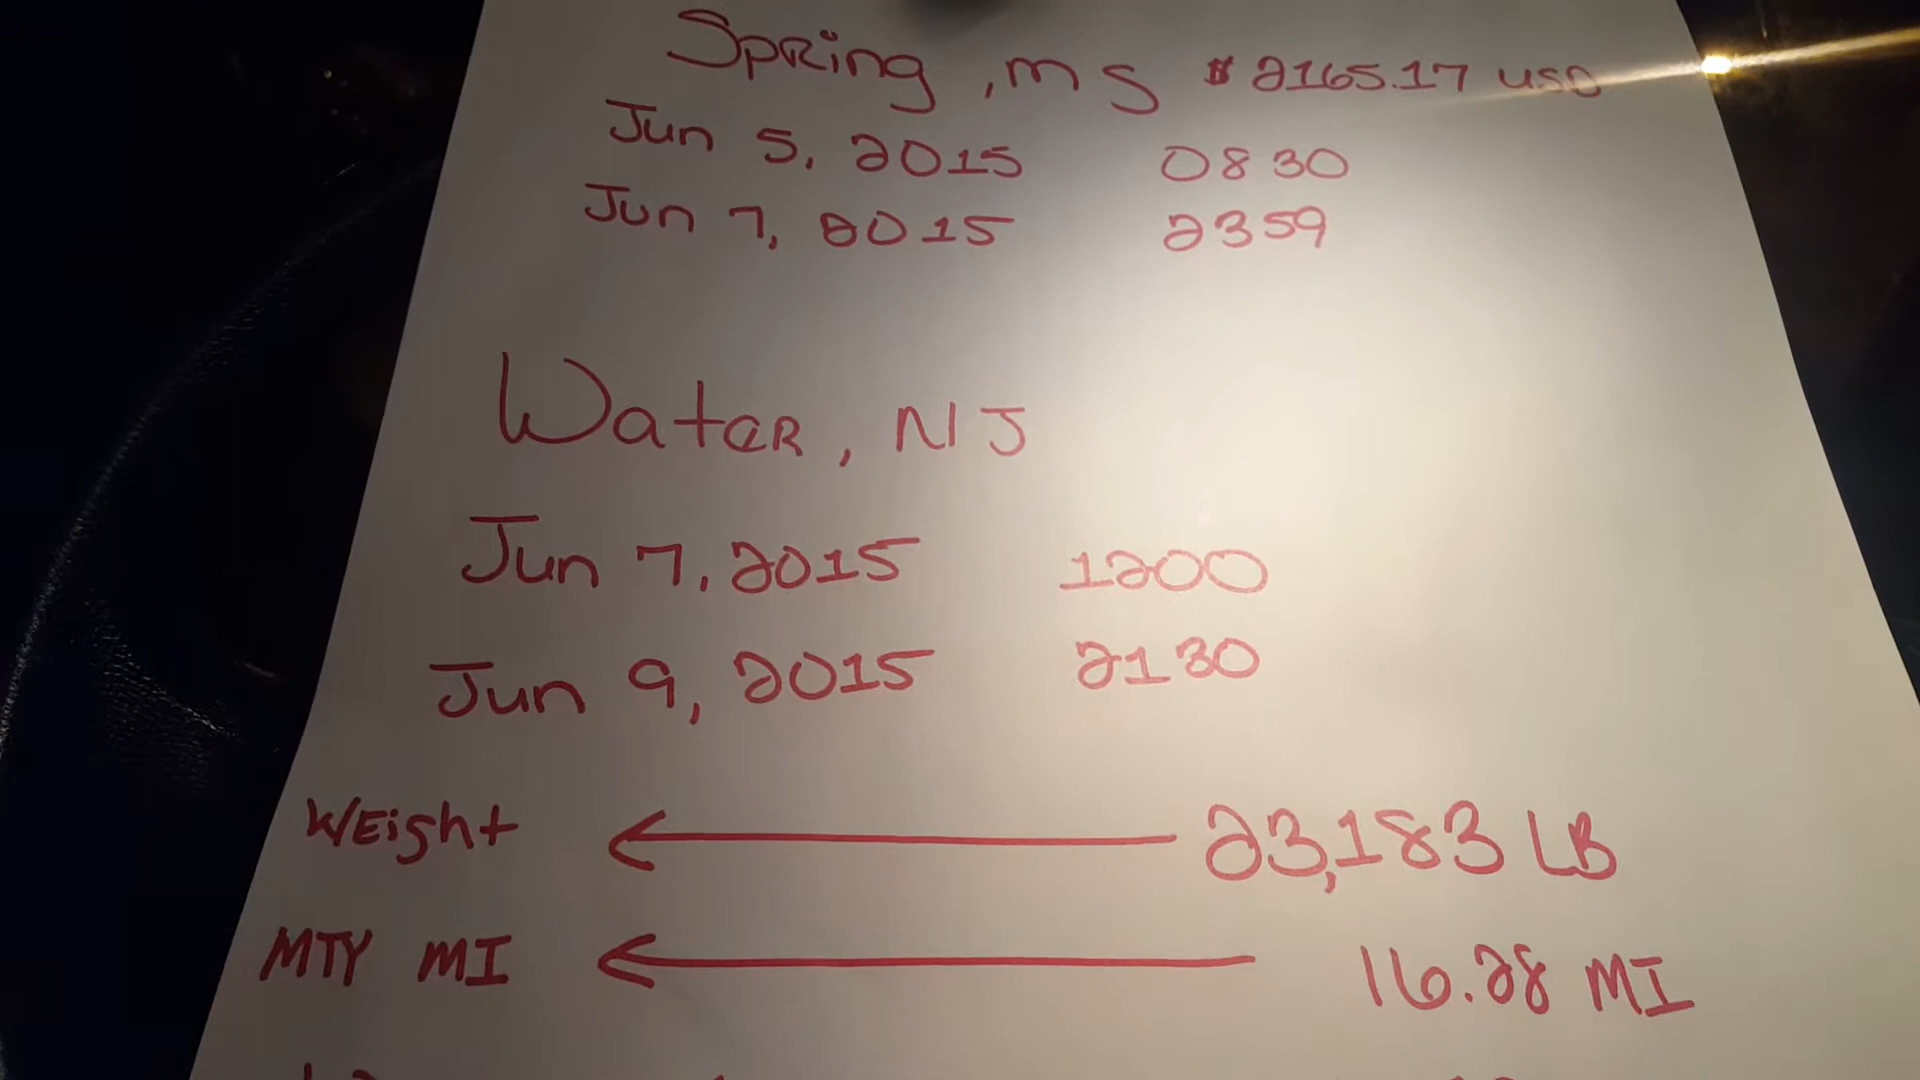 Spring, MS $2165.17 USD
Jun 5, 2015 0830
Jun 7, 2015 2359
Water, NJ
Jun 7, 2015 1200
Jun 9, 2015 2130
Weight ← 23,183 LB
MTY MI ← 16.28 MI